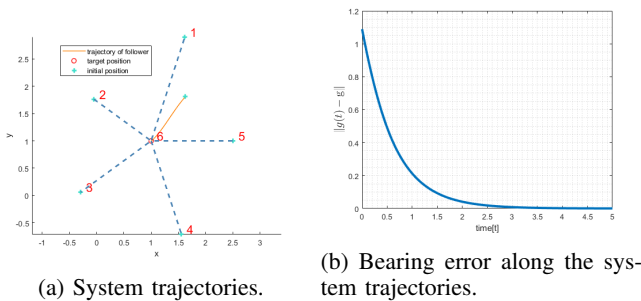 1
trajectory of follower
target position
initial position
2.5
2
1.5
1
0.5
0
-0.5
y
2
6
5
3
4
-1 -0.5 0 0.5 1 1.5 2 2.5 3
x
(a) System trajectories.
1.2
1
0.8
0.6
0.4
0.2
0
||g(t) − g||
0 0.5 1 1.5 2 2.5 3 3.5 4 4.5 5
time[t]
(b) Bearing error along the sys-
tem trajectories.